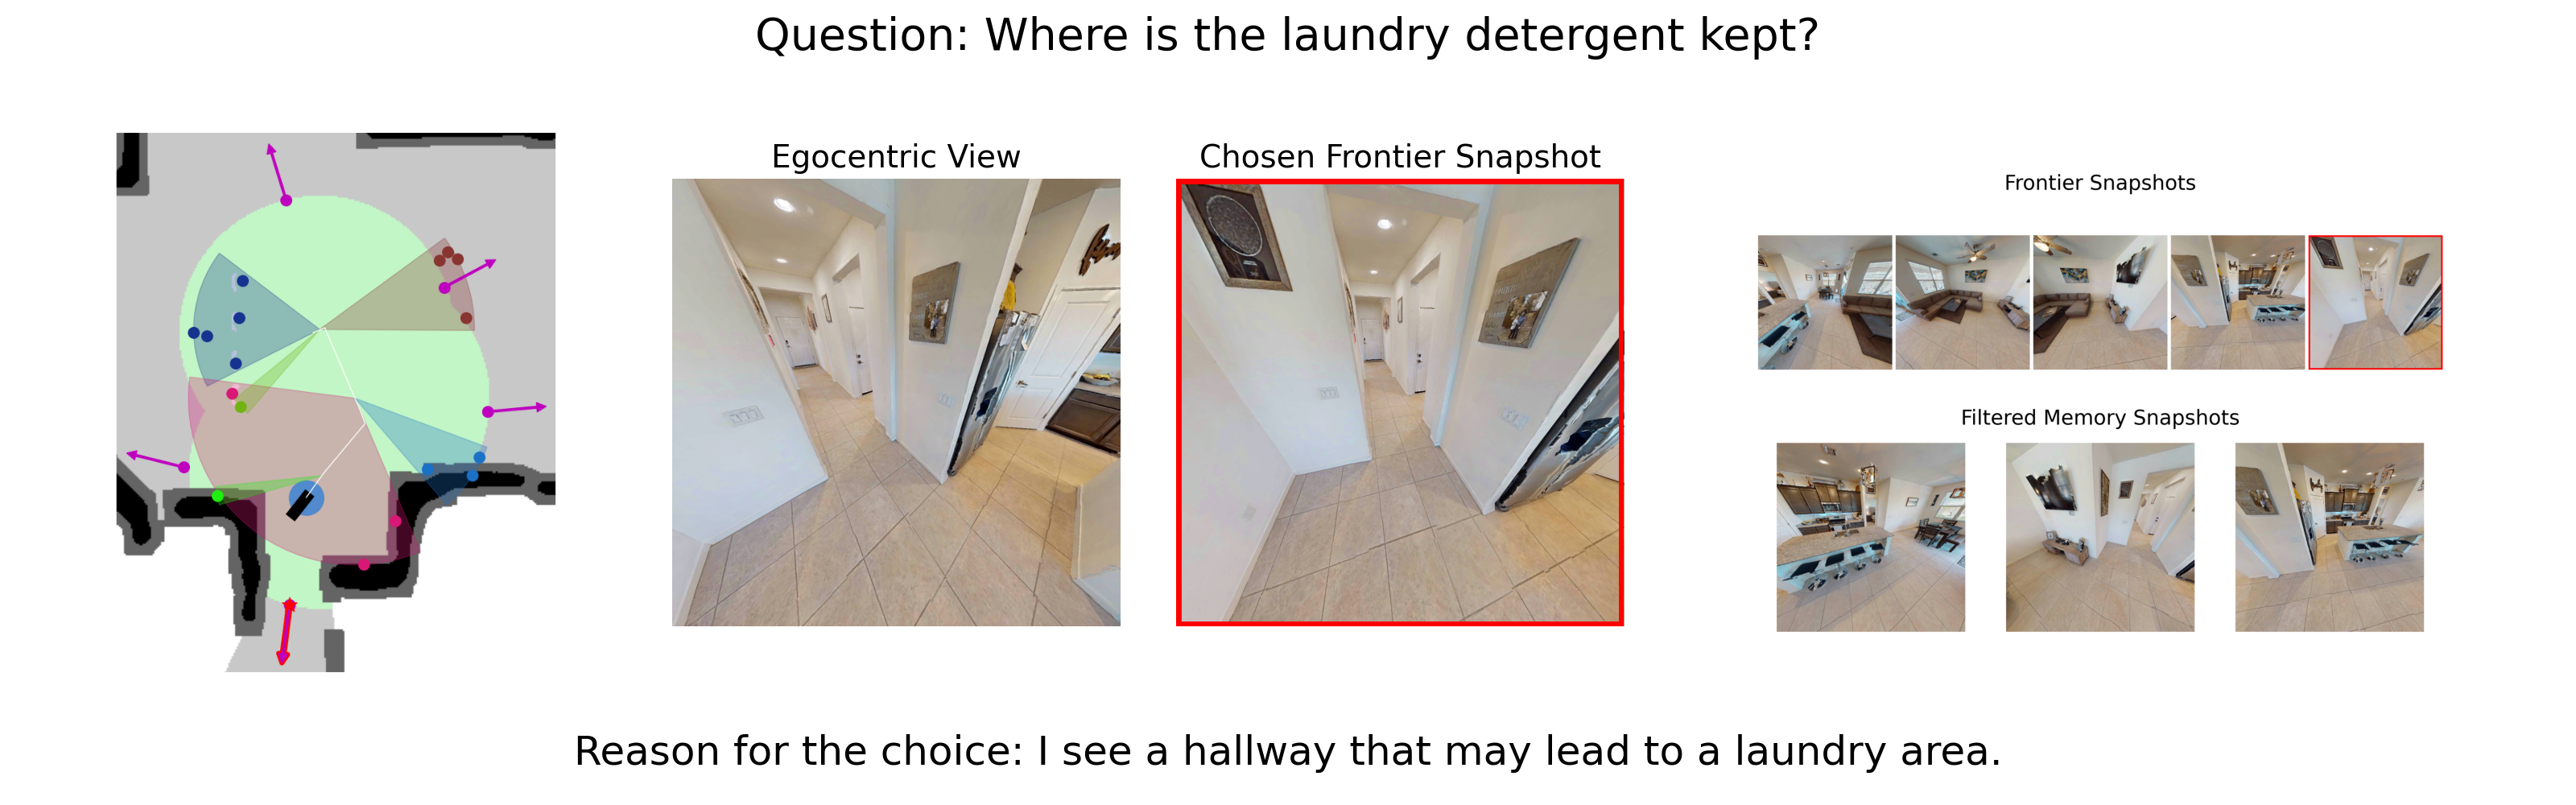 Question: Where is the laundry detergent kept?
Egocentric View
Chosen Frontier Snapshot
Frontier Snapshots
Filtered Memory Snapshots
Reason for the choice: I see a hallway that may lead to a laundry area.